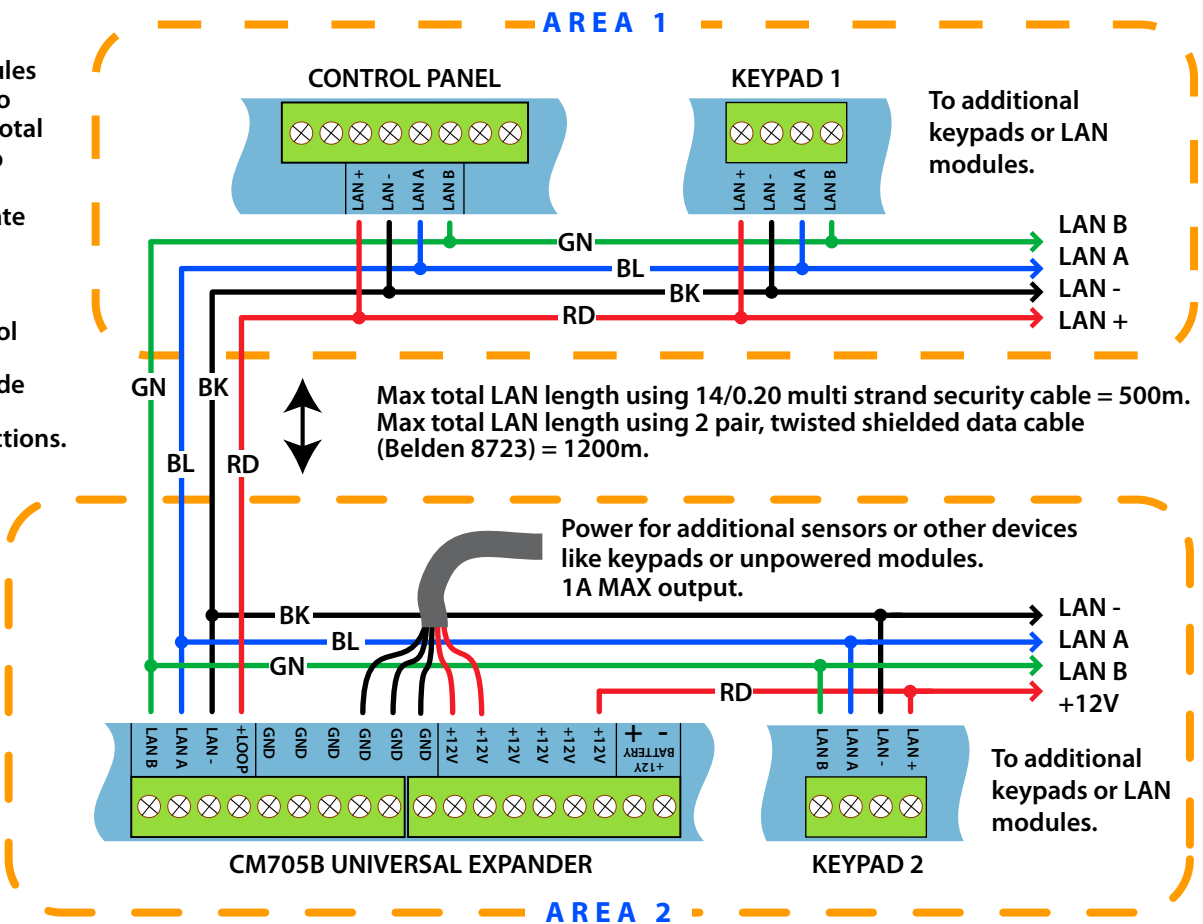 AREA 1
ules
o
otal
o
ate
ol
de
ctions.
CONTROL PANEL
KEYPAD 1
To additional
keypads or LAN
modules.
LAN +
LAN -
LAN A
LAN B
LAN +
LAN -
LAN A
LAN B
GN
BL
BK
RD
LAN B
LAN A
LAN -
LAN +
GN
BK
BL
RD
Max total LAN length using 14/0.20 multi strand security cable = 500m.
Max total LAN length using 2 pair, twisted shielded data cable
(Belden 8723) = 1200m.
Power for additional sensors or other devices
like keypads or unpowered modules.
1A MAX output.
BK
BL
GN
RD
LAN -
LAN A
LAN B
+12V
LAN B
LAN A
LAN -
+LOOP
GND
GND
GND
GND
GND
GND
+12V
+12V
+12V
+12V
+12V
+12V
+ -
+12V
BATTERY
LAN B
LAN A
LAN -
LAN +
To additional
keypads or LAN
modules.
CM705B UNIVERSAL EXPANDER
KEYPAD 2
AREA 2